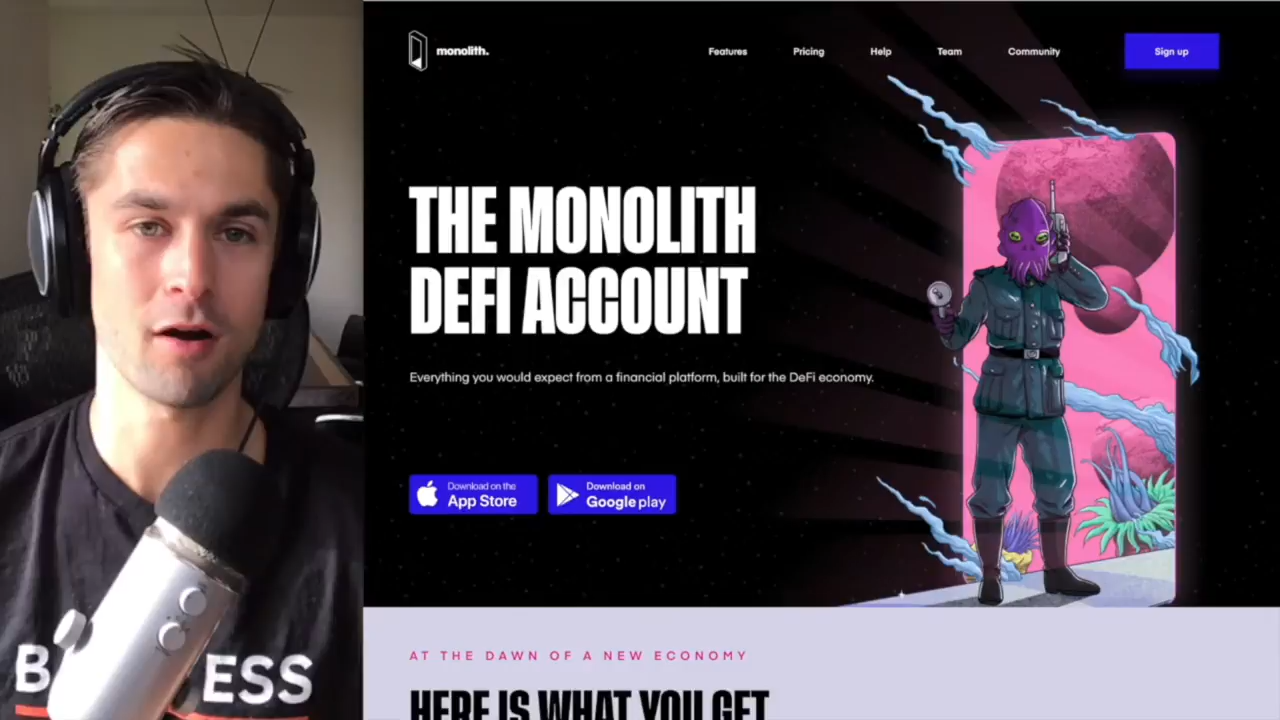 monolith.
Features
Pricing
Help
Team
Community
Sign up
THE MONOLITH
DEFI ACCOUNT
Everything you would expect from a financial platform, built for the DeFi economy.
Download on the
App Store
Download on
Google play
AT THE DAWN OF A NEW ECONOMY
HERE IS WHAT YOU GET
ESS